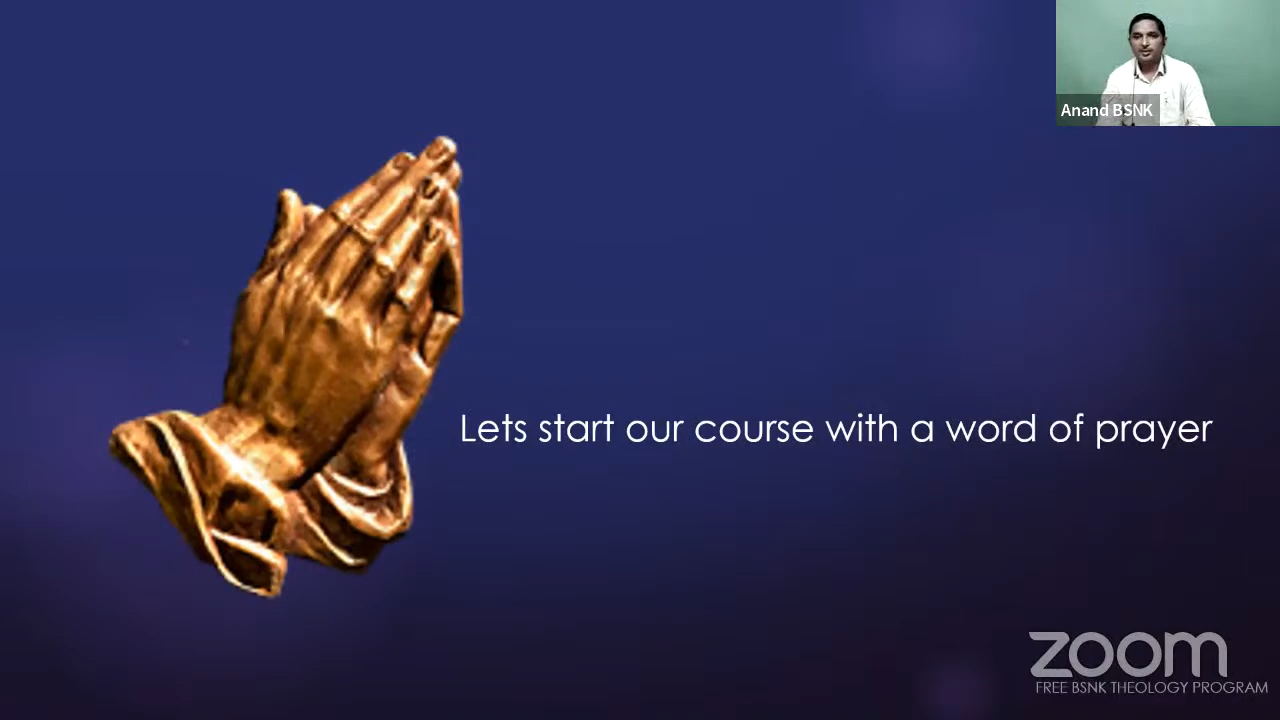 Anand BSNK
Lets start our course with a word of prayer
zoom
FREE BSNK THEOLOGY PROGRAM